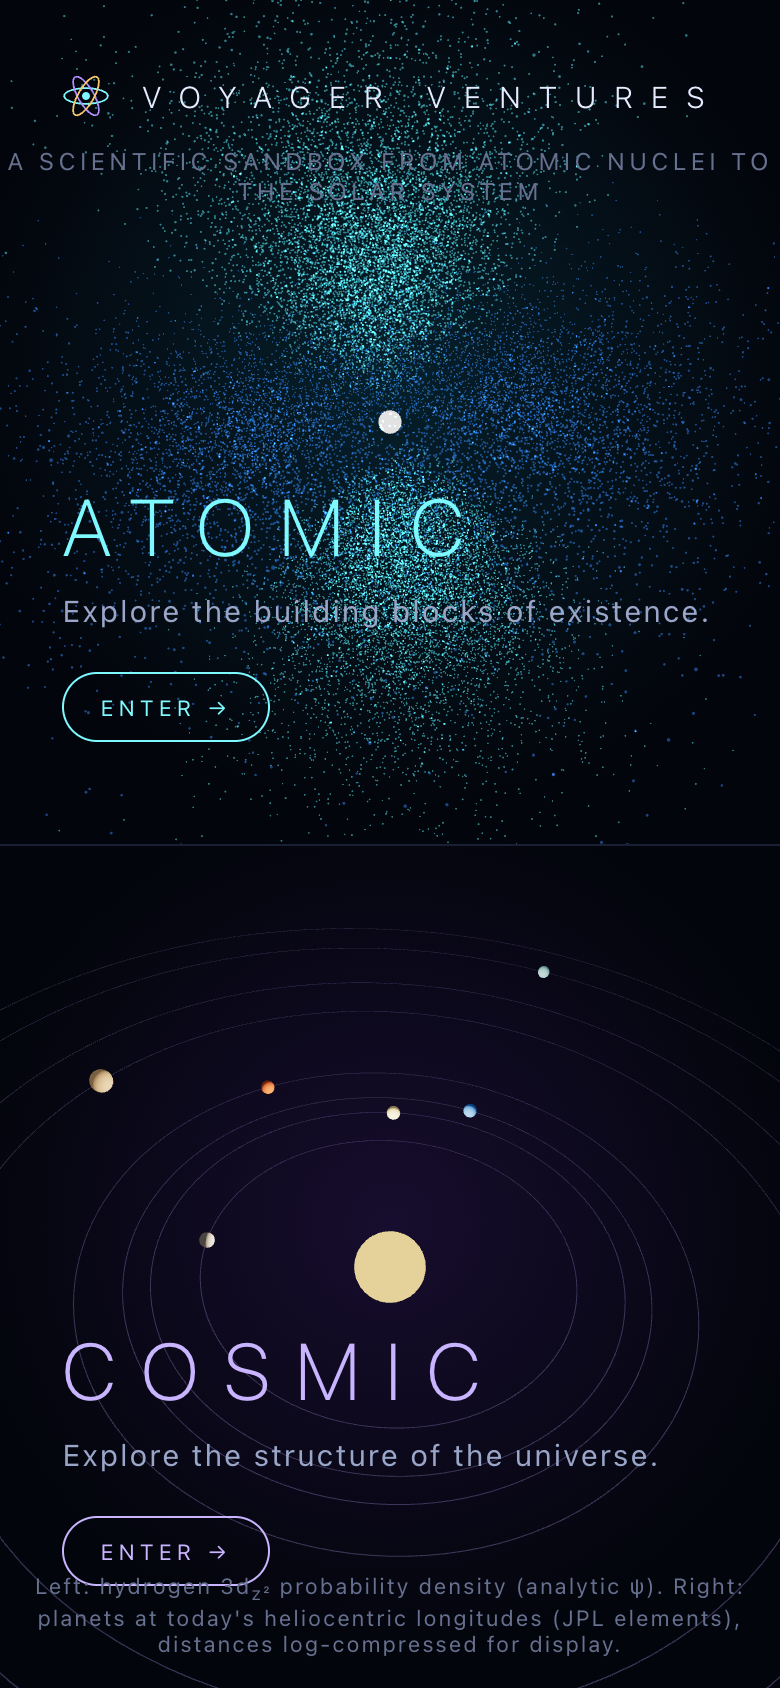 VOYAGER VENTURES
A SCIENTIFIC SANDBOX FROM ATOMIC NUCLEI TO
THE SOLAR SYSTEM
ATOMIC
Explore the building blocks of existence.
ENTER →
COSMIC
Explore the structure of the universe.
ENTER →
Left: hydrogen 3d_z² probability density (analytic ψ). Right:
planets at today's heliocentric longitudes (JPL elements),
distances log-compressed for display.